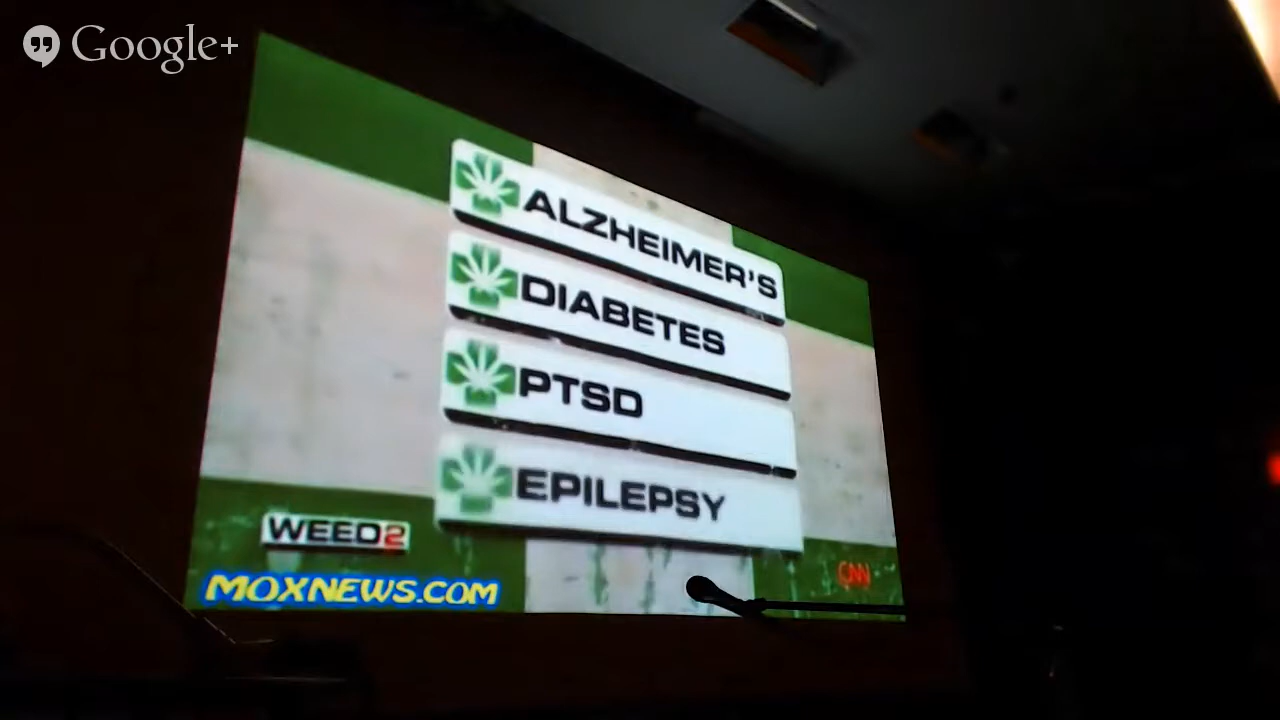 Google+
ALZHEIMER'S
DIABETES
PTSD
EPILEPSY
WEED2
MOXNEWS.COM
CNN